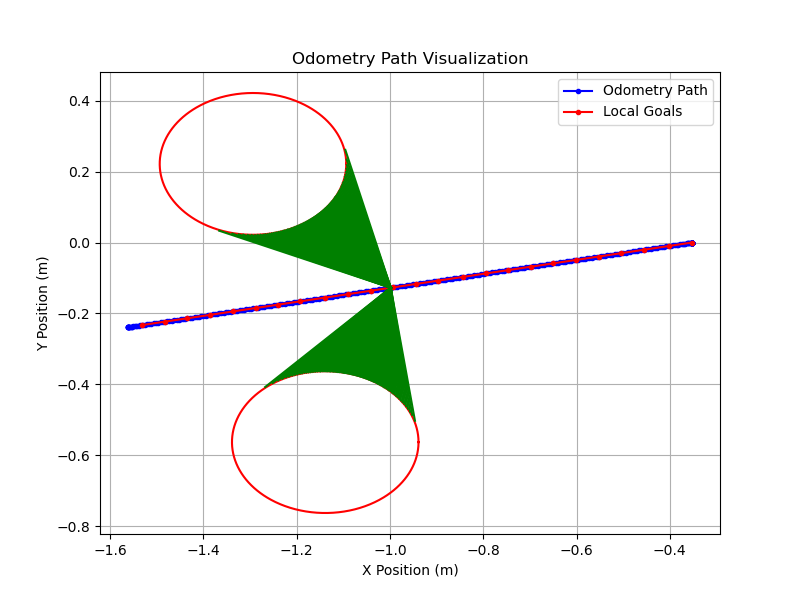 Odometry Path Visualization
Odometry Path
Local Goals
Y Position (m)
0.4
0.2
0.0
−0.2
−0.4
−0.6
−0.8
−1.6 −1.4 −1.2 −1.0 −0.8 −0.6 −0.4
X Position (m)